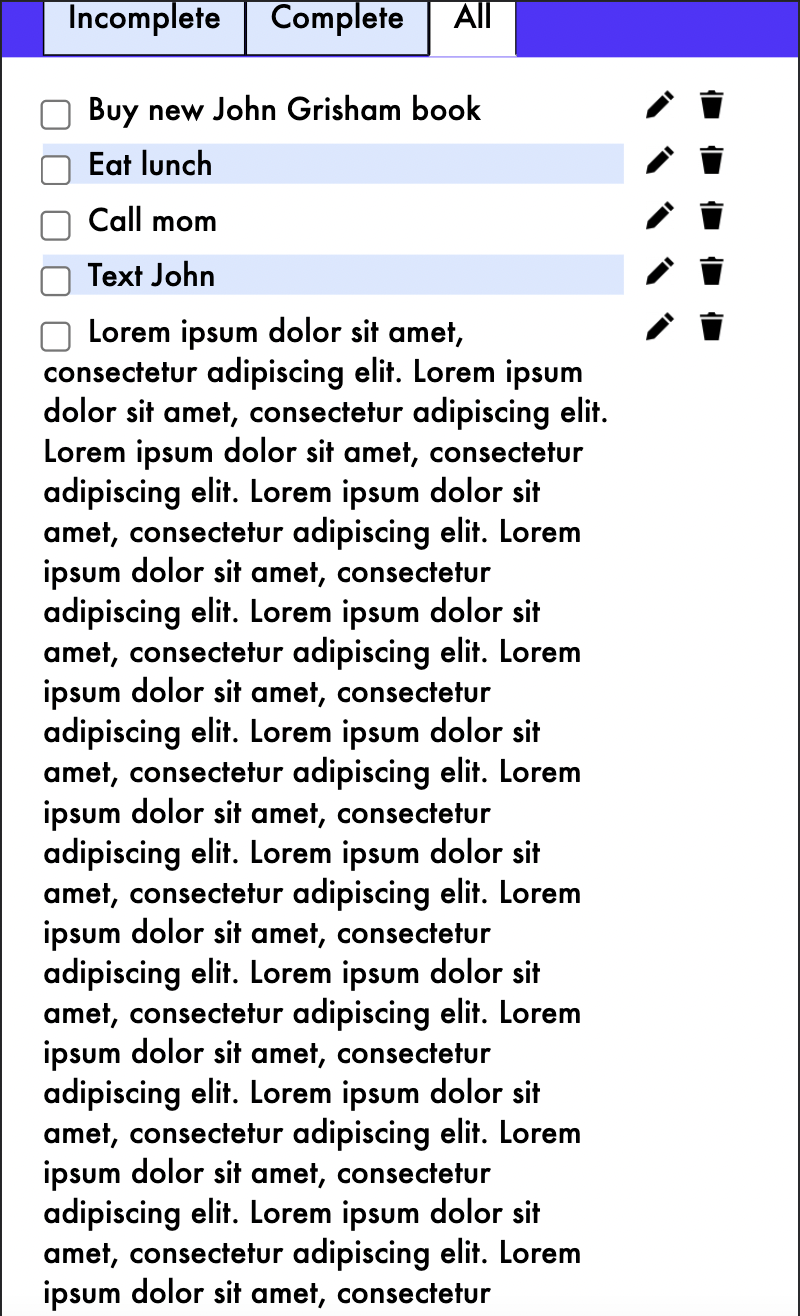 Incomplete Complete All
Buy new John Grisham book
Eat lunch
Call mom
Text John
Lorem ipsum dolor sit amet,
consectetur adipiscing elit. Lorem ipsum
dolor sit amet, consectetur adipiscing elit.
Lorem ipsum dolor sit amet, consectetur
adipiscing elit. Lorem ipsum dolor sit
amet, consectetur adipiscing elit. Lorem
ipsum dolor sit amet, consectetur
adipiscing elit. Lorem ipsum dolor sit
amet, consectetur adipiscing elit. Lorem
ipsum dolor sit amet, consectetur
adipiscing elit. Lorem ipsum dolor sit
amet, consectetur adipiscing elit. Lorem
ipsum dolor sit amet, consectetur
adipiscing elit. Lorem ipsum dolor sit
amet, consectetur adipiscing elit. Lorem
ipsum dolor sit amet, consectetur
adipiscing elit. Lorem ipsum dolor sit
amet, consectetur adipiscing elit. Lorem
ipsum dolor sit amet, consectetur
adipiscing elit. Lorem ipsum dolor sit
amet, consectetur adipiscing elit. Lorem
ipsum dolor sit amet, consectetur
adipiscing elit. Lorem ipsum dolor sit
amet, consectetur adipiscing elit. Lorem
ipsum dolor sit amet, consectetur